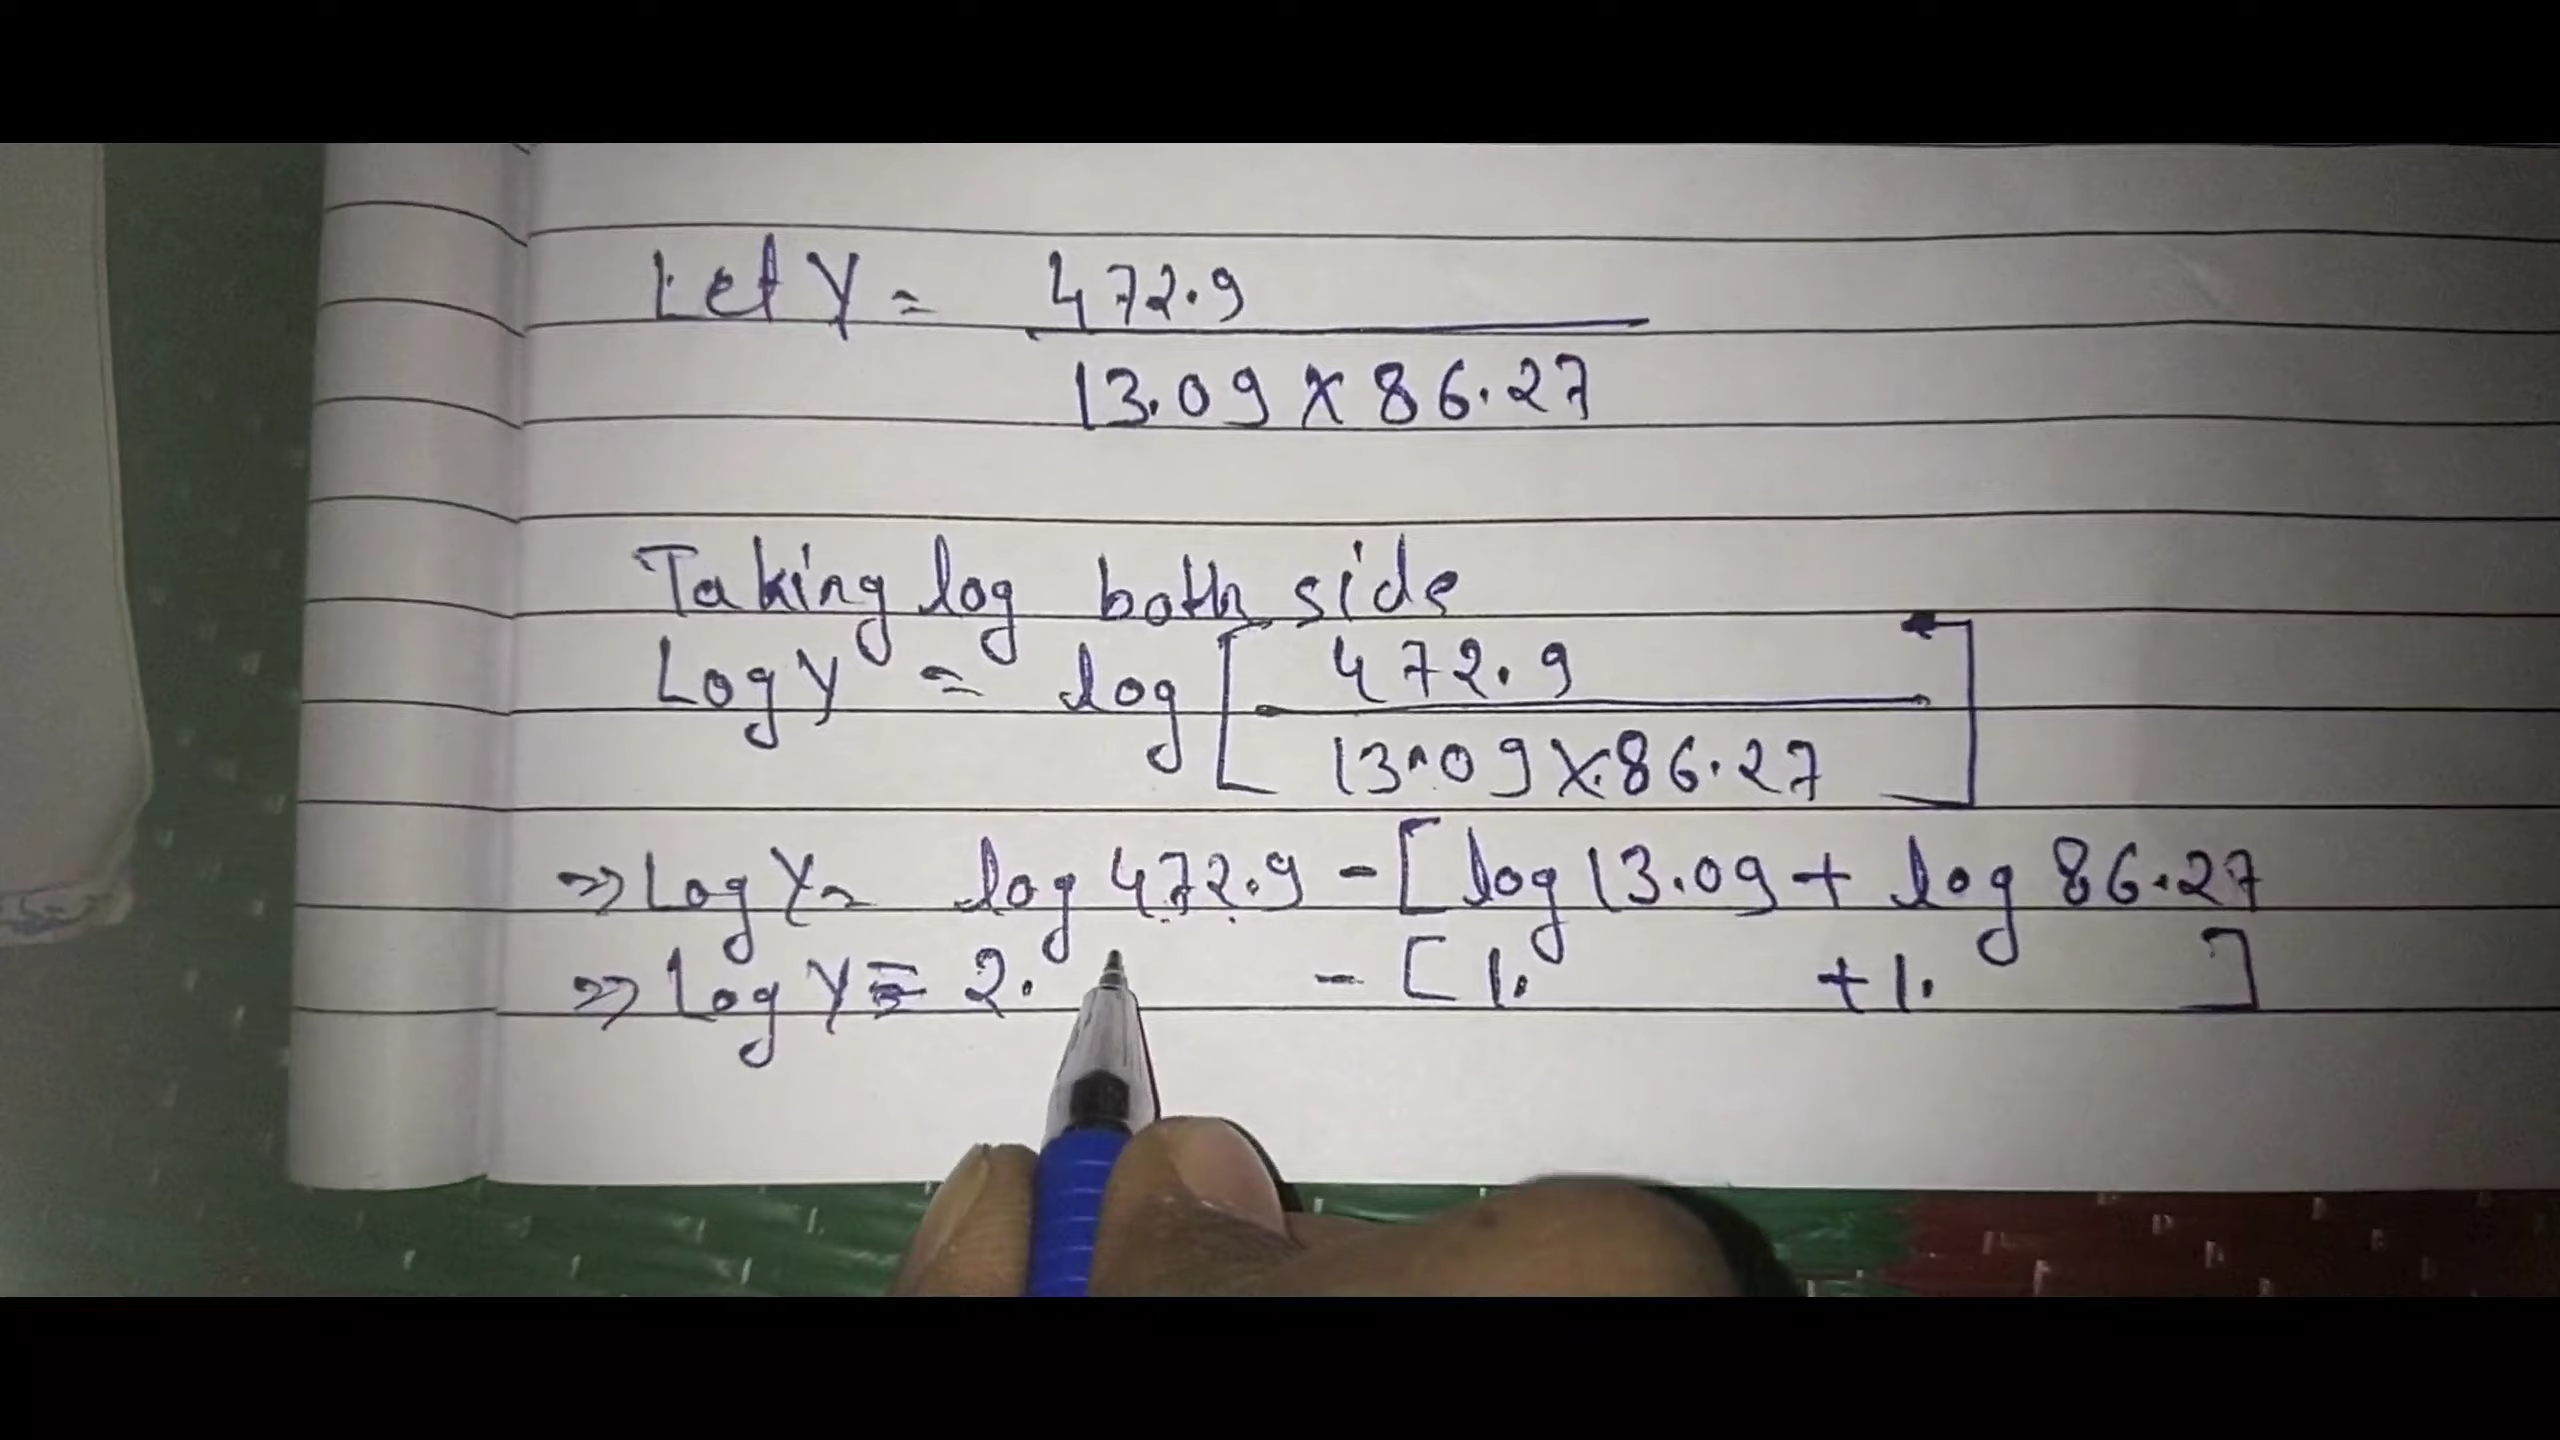 Let Y = 472.9
13.09 x 86.27
Taking log both side
Log Y = log [ 472.9
13.09 x 86.27 ]
=> Log Y = log 472.9 - [ log 13.09 + log 86.27
=> Log Y = 2. - [ 1. + 1. ]